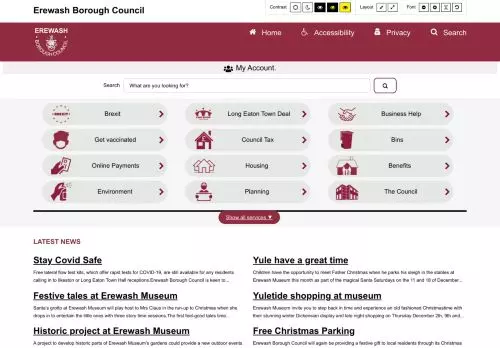 Erewash Borough Council
Contrast
Layout
Font
EREWASH
BOROUGH COUNCIL
Home
Accessibility
Privacy
Search
My Account.
Search
What are you looking for?
Brexit
Long Eaton Town Deal
Business Help
Get vaccinated
Council Tax
Bins
Online Payments
Housing
Benefits
Environment
Planning
The Council
Show all services ▼
LATEST NEWS
Stay Covid Safe
Free lateral flow test kits, which offer rapid tests for COVID-19, are still available for any residents
calling in to Ilkeston or Long Eaton Town Hall receptions.Erewash Borough Council is keen to...
Yule have a great time
Children have the opportunity to meet Father Christmas when he parks his sleigh in the stables at
Erewash Museum this month as part of the magical Santa Saturdays on the 11 and 18 of December...
Festive tales at Erewash Museum
Santa's grotto at Erewash Museum will play host to Mrs Claus in the run-up to Christmas when she
drops in to entertain the little ones with three story time sessions.The first feel-good tales time...
Yuletide shopping at museum
Erewash Museum invite you to step back in time and experience an old fashioned Christmastime with
their stunning winter Dickensian display and late night shopping on Thursday December 2th, 9th and...
Historic project at Erewash Museum
A project to develop historic parts of Erewash Museum's gardens could provide a new outdoor events
Free Christmas Parking
Erewash Borough Council will again be providing a festive gift to local residents through its Christmas